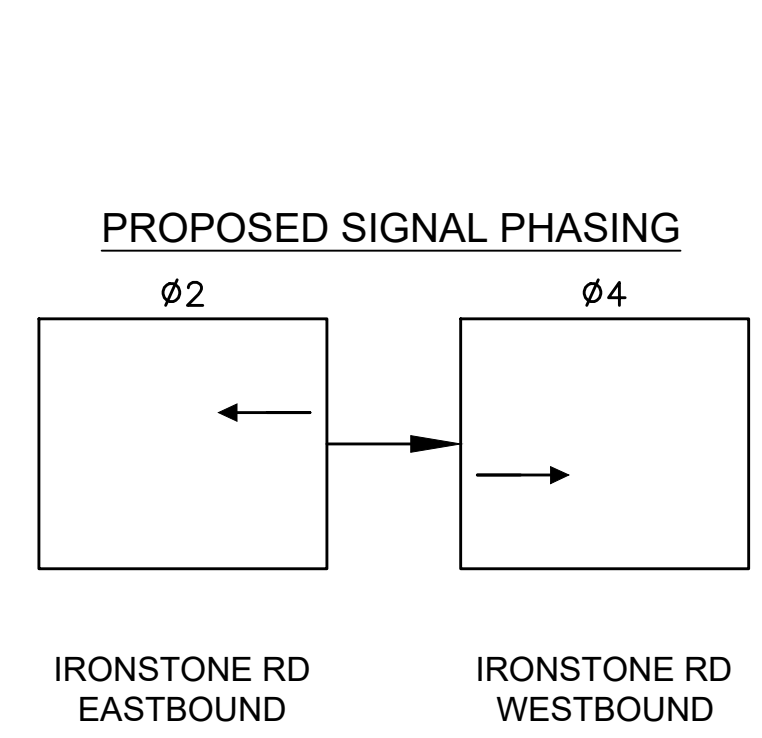 PROPOSED SIGNAL PHASING
Ø2
Ø4
IRONSTONE RD
EASTBOUND
IRONSTONE RD
WESTBOUND